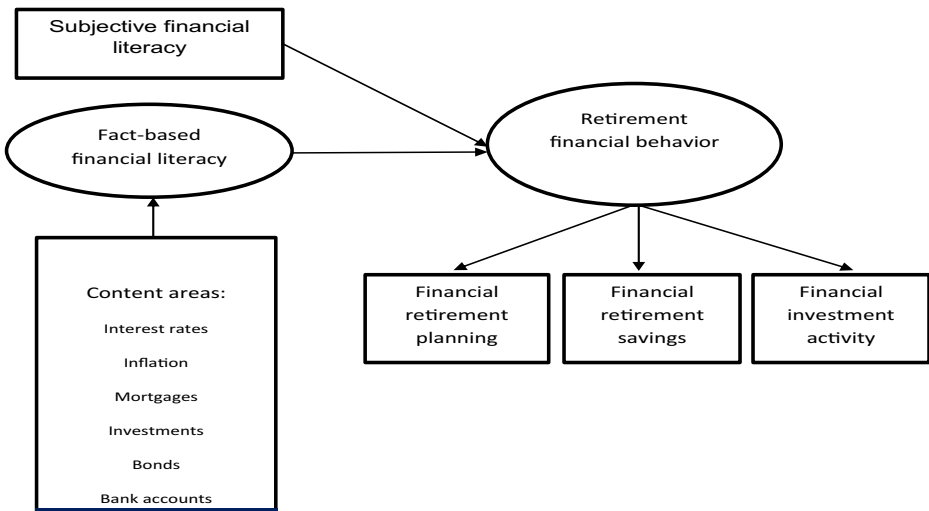 Subjective financial
literacy
Fact-based
financial literacy
Retirement
financial behavior
Content areas:
Interest rates
Inflation
Mortgages
Investments
Bonds
Bank accounts
Financial
retirement
planning
Financial
retirement
savings
Financial
investment
activity